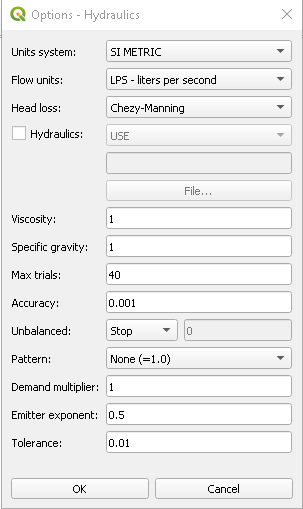 Options - Hydraulics
Units system: SI METRIC
Flow units: LPS - liters per second
Head loss: Chezy-Manning
Hydraulics: USE
File...
Viscosity: 1
Specific gravity: 1
Max trials: 40
Accuracy: 0.001
Unbalanced: Stop 0
Pattern: None (=1.0)
Demand multiplier: 1
Emitter exponent: 0.5
Tolerance: 0.01
OK Cancel